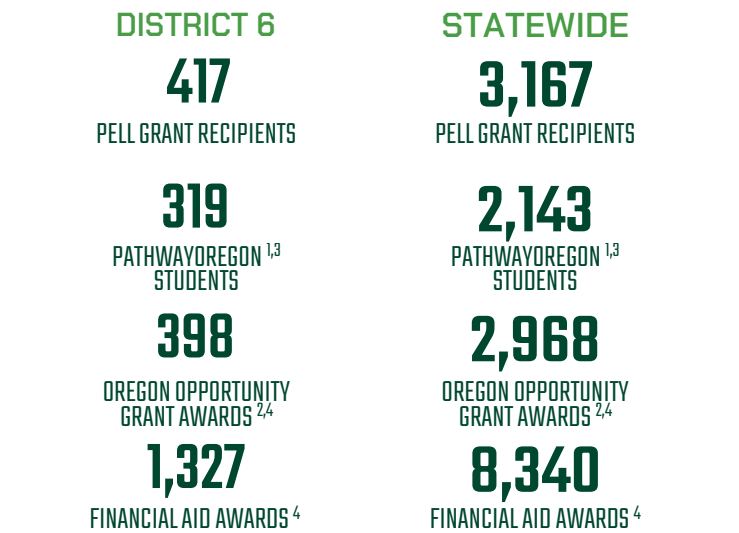 DISTRICT 6
417
PELL GRANT RECIPIENTS
319
PATHWAYOREGON 1,3
STUDENTS
398
OREGON OPPORTUNITY
GRANT AWARDS 2,4
1,327
FINANCIAL AID AWARDS 4
STATEWIDE
3,167
PELL GRANT RECIPIENTS
2,143
PATHWAYOREGON 1,3
STUDENTS
2,968
OREGON OPPORTUNITY
GRANT AWARDS 2,4
8,340
FINANCIAL AID AWARDS 4